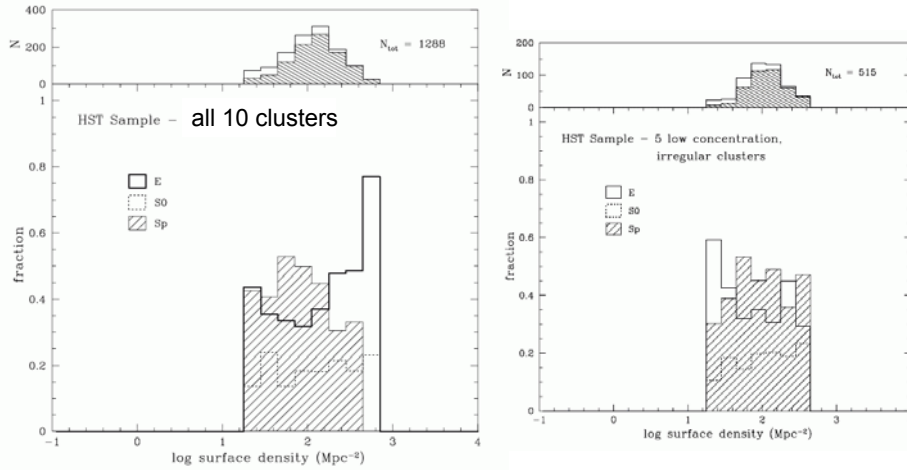 400
200
0
N
N_tot = 1288
1
0.8
0.6
0.4
0.2
0
fraction
HST Sample - all 10 clusters
E
S0
Sp
-1
0
1
2
3
4
log surface density (Mpc⁻²)
200
100
0
N
N_tot = 515
1
0.8
0.6
0.4
0.2
0
fraction
HST Sample - 5 low concentration,
irregular clusters
E
S0
Sp
-1
0
1
2
3
log surface density (Mpc⁻²)